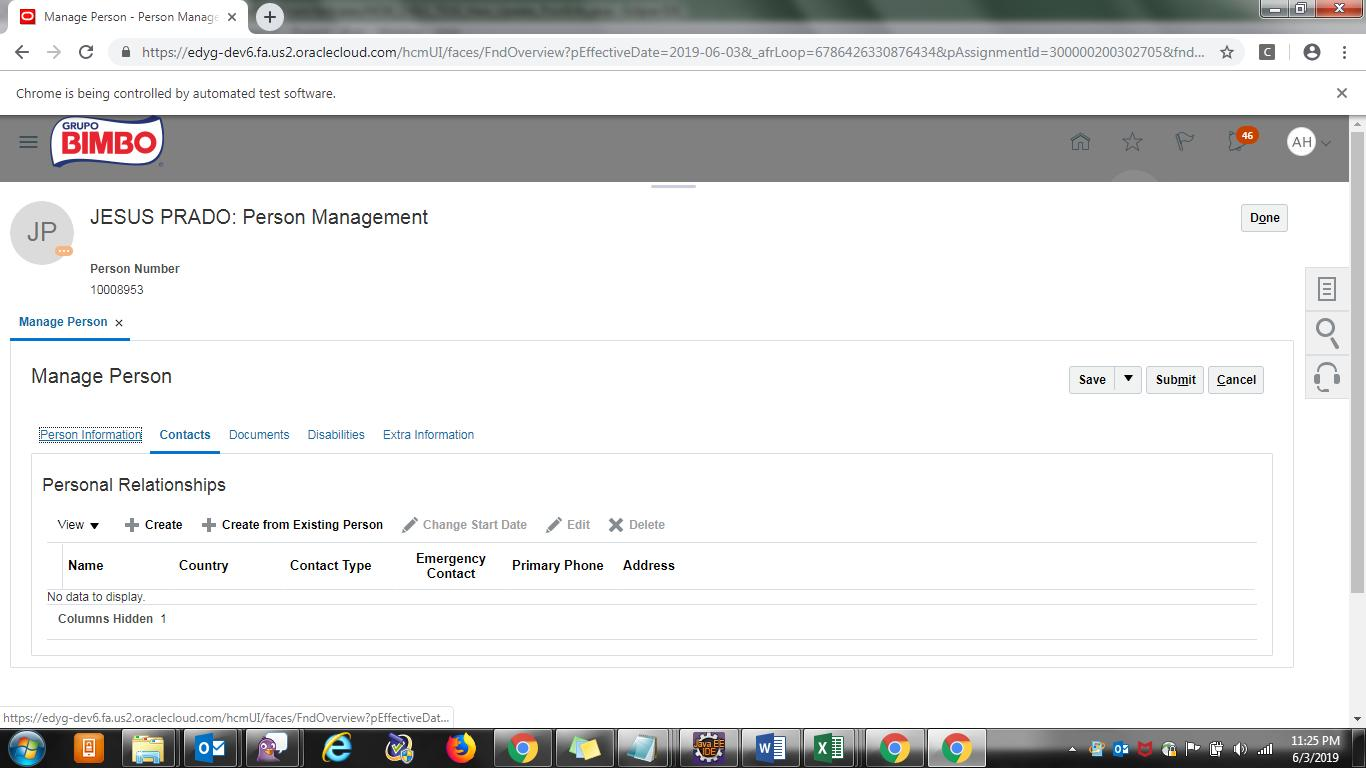 Manage Person - Person Manage
https://edyg-dev6.fa.us2.oraclecloud.com/hcmUI/faces/FndOverview?pEffectiveDate=2019-06-03&_afrLoop=6786426330876434&pAssignmentId=300000200302705&fnd...
C
Chrome is being controlled by automated test software.
GRUPO
BIMBO
46
AH
JP
JESUS PRADO: Person Management
Done
Person Number
10008953
Manage Person
Manage Person
Save
Submit
Cancel
Person Information Contacts Documents Disabilities Extra Information
Personal Relationships
View Create Create from Existing Person Change Start Date Edit Delete
Name Country Contact Type Emergency Contact Primary Phone Address
No data to display.
Columns Hidden 1
https://edyg-dev6.fa.us2.oraclecloud.com/hcmUI/faces/FndOverview?pEffectiveDat...
Java EE
IDE
11:25 PM
6/3/2019